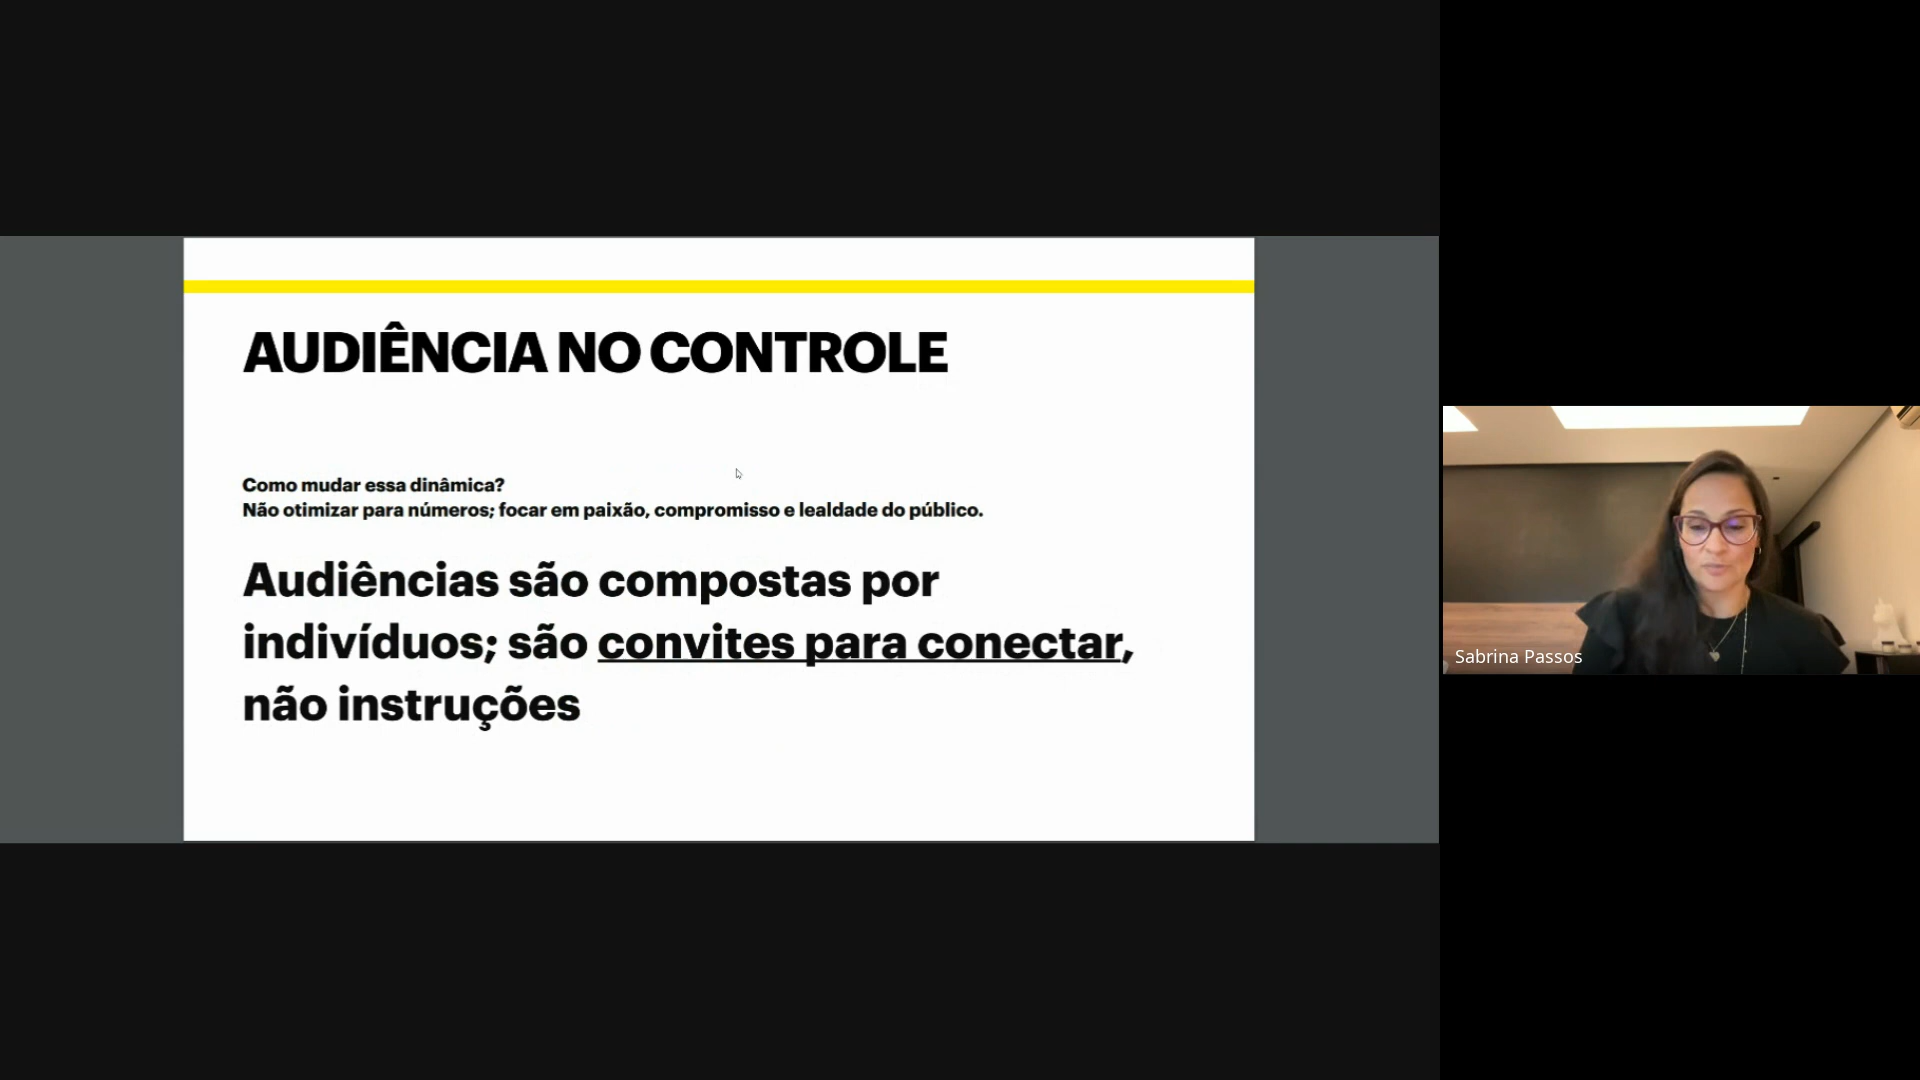 AUDIÊNCIA NO CONTROLE
Como mudar essa dinâmica?
Não otimizar para números; focar em paixão, compromisso e lealdade do público.
Audiências são compostas por
indivíduos; são convites para conectar,
não instruções
Sabrina Passos